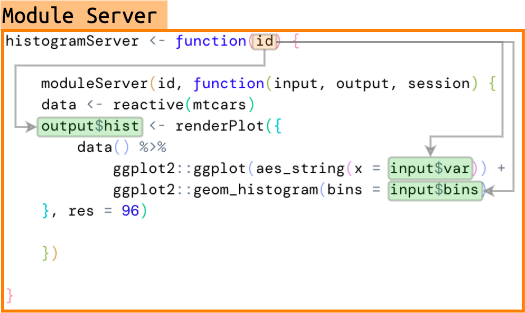 Module Server
histogramServer <- function(id) {
moduleServer(id, function(input, output, session) {
data <- reactive(mtcars)
output$hist <- renderPlot({
data() %>%
ggplot2::ggplot(aes_string(x = input$var)) +
ggplot2::geom_histogram(bins = input$bins)
}, res = 96)
})
}